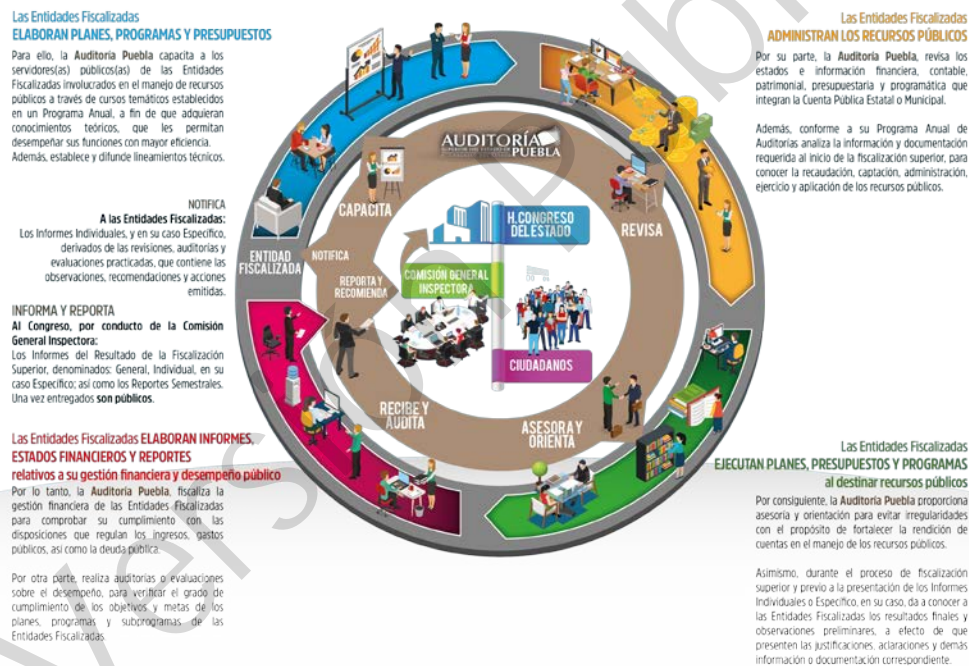 Las Entidades Fiscalizadas
ELABORAN PLANES, PROGRAMAS Y PRESUPUESTOS
Para ello, la Auditoría Puebla capacita a los
servidores(as) públicos(as) de las Entidades
Fiscalizadas involucrados en el manejo de recursos
públicos a través de cursos temáticos establecidos
en un Programa Anual, a fin de que adquieran
conocimientos teóricos, que les permitan
desempeñar sus funciones con mayor eficiencia.
Además, establece y difunde lineamientos técnicos.
NOTIFICA
A las Entidades Fiscalizadas:
Los Informes Individuales, y en su caso Específico,
derivados de las revisiones, auditorías y
evaluaciones practicadas, que contiene las
observaciones, recomendaciones y acciones
emitidas.
INFORMA Y REPORTA
Al Congreso, por conducto de la Comisión
General Inspectora:
Los Informes del Resultado de la Fiscalización
Superior, denominados: General, Individual, en su
caso Específico; así como los Reportes Semestrales.
Una vez entregados son públicos.
Las Entidades Fiscalizadas ELABORAN INFORMES,
ESTADOS FINANCIEROS Y REPORTES
relativos a su gestión financiera y desempeño público
Por lo tanto, la Auditoría Puebla, fiscaliza la
gestión financiera de las Entidades Fiscalizadas
para comprobar su cumplimiento con las
disposiciones que regulan los ingresos, gastos
públicos, así como la deuda pública.
Por otra parte, realiza auditorías o evaluaciones
sobre el desempeño, para verificar el grado de
cumplimiento de los objetivos y metas de los
planes, programas y subprogramas de las
Entidades Fiscalizadas.
AUDITORÍA
SUPERIOR DEL ESTADO DE
PUEBLA
CAPACITA
REVISA
H. CONGRESO
DEL ESTADO
ENTIDAD
FISCALIZADA
NOTIFICA
REPORTA Y
RECOMIENDA
COMISIÓN GENERAL
INSPECTORA
CIUDADANOS
RECIBE Y
AUDITA
ASESORA Y
ORIENTA
Las Entidades Fiscalizadas
ADMINISTRAN LOS RECURSOS PÚBLICOS
Por su parte, la Auditoría Puebla, revisa los
estados e información financiera, contable,
patrimonial, presupuestaria y programática que
integran la Cuenta Pública Estatal o Municipal.
Además, conforme a su Programa Anual de
Auditorías analiza la información y documentación
requerida al inicio de la fiscalización superior, para
conocer la recaudación, captación, administración,
ejercicio y aplicación de los recursos públicos.
Las Entidades Fiscalizadas
EJECUTAN PLANES, PRESUPUESTOS Y PROGRAMAS
al destinar recursos públicos
Por consiguiente, la Auditoría Puebla proporciona
asesoría y orientación para evitar irregularidades
con el propósito de fortalecer la rendición de
cuentas en el manejo de los recursos públicos.
Asimismo, durante el proceso de fiscalización
superior y previo a la presentación de los Informes
Individuales o Específico, en su caso, da a conocer a
las Entidades Fiscalizadas los resultados finales y
observaciones preliminares, a efecto de que
presenten las justificaciones, aclaraciones y demás
información o documentación correspondiente.